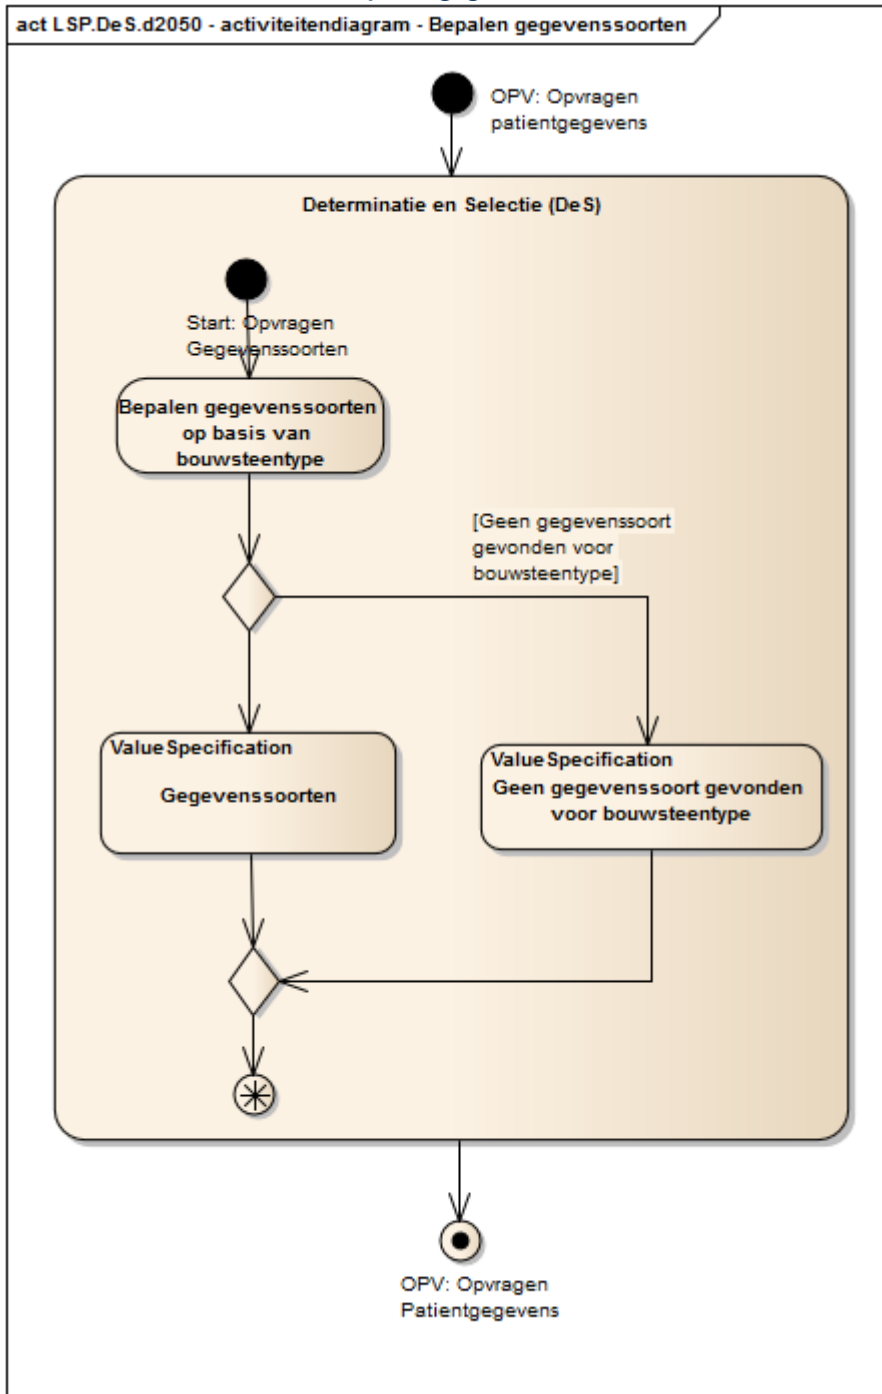 act LSP.DeS.d2050 - activiteitendiagram - Bepalen gegevenssoorten
OPV: Opvragen
patientgegevens
Determinatie en Selectie (DeS)
Start: Opvragen
Gegevenssoorten
Bepalen gegevenssoorten
op basis van
bouwsteentype
[Geen gegevenssoort
gevonden voor
bouwsteentype]
ValueSpecification
Gegevenssoorten
ValueSpecification
Geen gegevenssoort gevonden
voor bouwsteentype
OPV: Opvragen
Patientgegevens